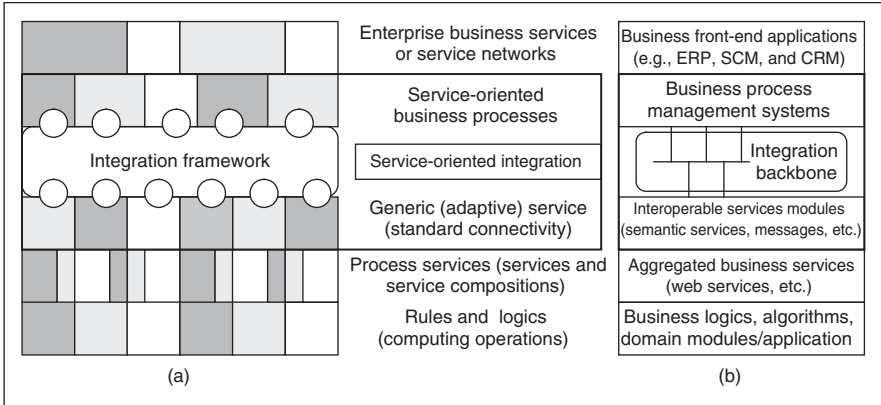 Enterprise business services
or service networks
Service-oriented
business processes
Integration framework
Service-oriented integration
Generic (adaptive) service
(standard connectivity)
Process services (services and
service compositions)
Rules and logics
(computing operations)
(a)
Business front-end applications
(e.g., ERP, SCM, and CRM)
Business process
management systems
Integration
backbone
Interoperable services modules
(semantic services, messages, etc.)
Aggregated business services
(web services, etc.)
Business logics, algorithms,
domain modules/application
(b)